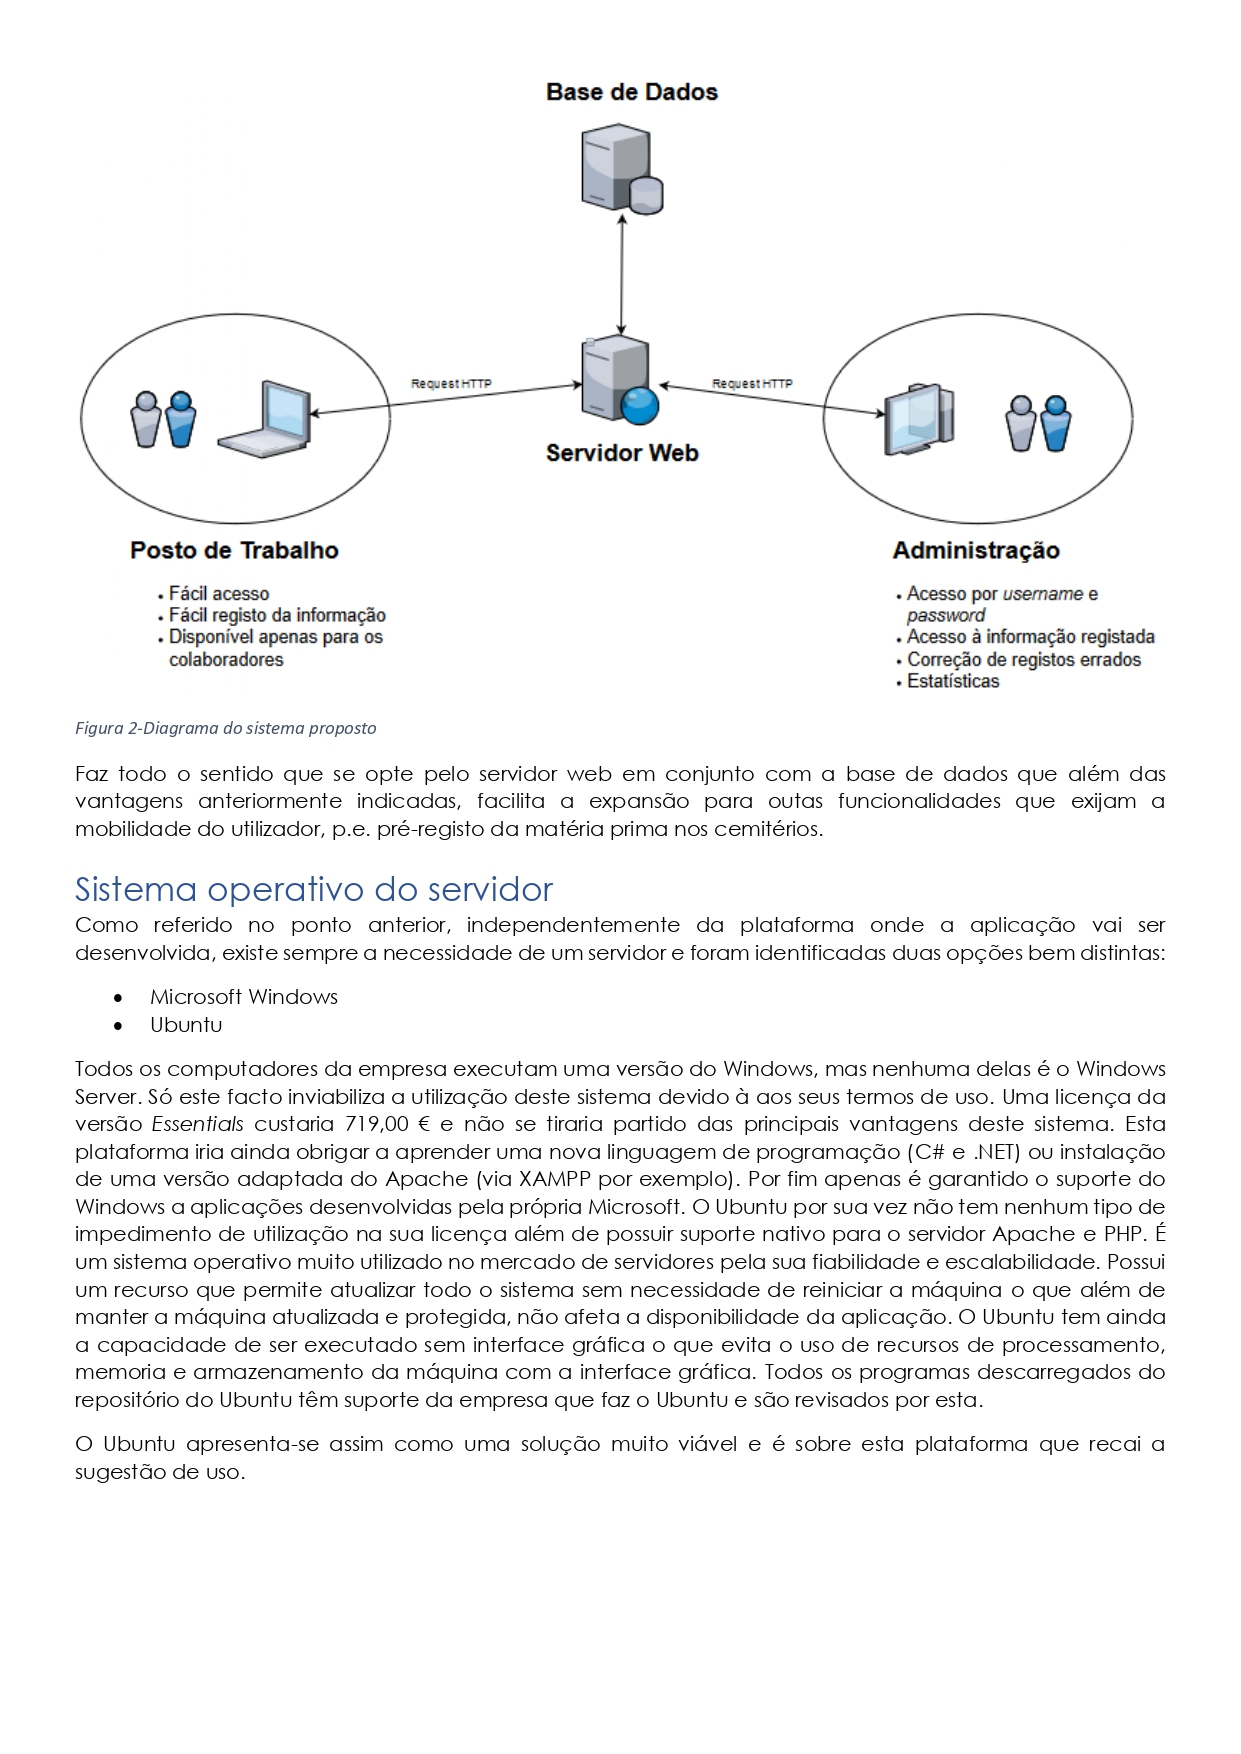 Base de Dados
Request HTTP
Request HTTP
Servidor Web
Posto de Trabalho
• Fácil acesso
• Fácil registo da informação
• Disponível apenas para os
colaboradores
Administração
• Acesso por username e
password
• Acesso à informação registada
• Correção de registos errados
• Estatísticas
Figura 2-Diagrama do sistema proposto
Faz todo o sentido que se opte pelo servidor web em conjunto com a base de dados que além das
vantagens anteriormente indicadas, facilita a expansão para outas funcionalidades que exijam a
mobilidade do utilizador, p.e. pré-registo da matéria prima nos cemitérios.
Sistema operativo do servidor
Como referido no ponto anterior, independentemente da plataforma onde a aplicação vai ser
desenvolvida, existe sempre a necessidade de um servidor e foram identificadas duas opções bem distintas:
• Microsoft Windows
• Ubuntu
Todos os computadores da empresa executam uma versão do Windows, mas nenhuma delas é o Windows
Server. Só este facto inviabiliza a utilização deste sistema devido à aos seus termos de uso. Uma licença da
versão Essentials custaria 719,00 € e não se tiraria partido das principais vantagens deste sistema. Esta
plataforma iria ainda obrigar a aprender uma nova linguagem de programação (C# e .NET) ou instalação
de uma versão adaptada do Apache (via XAMPP por exemplo). Por fim apenas é garantido o suporte do
Windows a aplicações desenvolvidas pela própria Microsoft. O Ubuntu por sua vez não tem nenhum tipo de
impedimento de utilização na sua licença além de possuir suporte nativo para o servidor Apache e PHP. É
um sistema operativo muito utilizado no mercado de servidores pela sua fiabilidade e escalabilidade. Possui
um recurso que permite atualizar todo o sistema sem necessidade de reiniciar a máquina o que além de
manter a máquina atualizada e protegida, não afeta a disponibilidade da aplicação. O Ubuntu tem ainda
a capacidade de ser executado sem interface gráfica o que evita o uso de recursos de processamento,
memoria e armazenamento da máquina com a interface gráfica. Todos os programas descarregados do
repositório do Ubuntu têm suporte da empresa que faz o Ubuntu e são revisados por esta.
O Ubuntu apresenta-se assim como uma solução muito viável e é sobre esta plataforma que recai a
sugestão de uso.